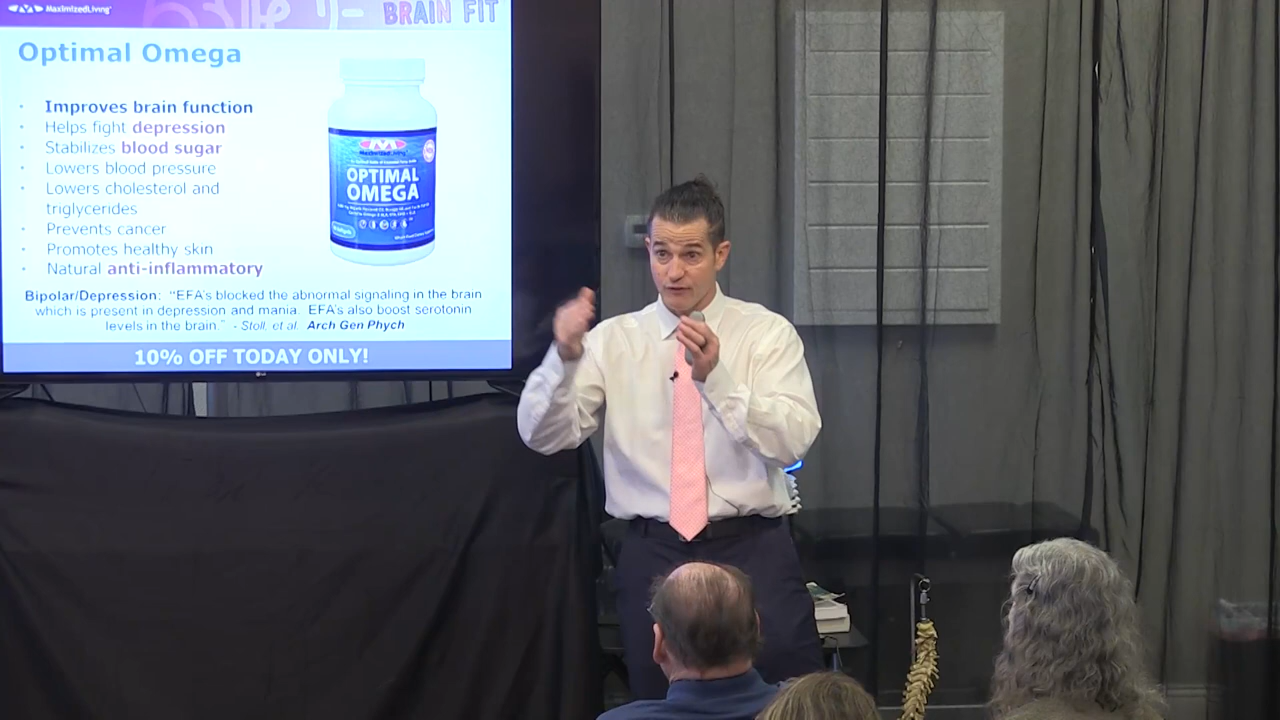 MaximizedLiving
BRAIN FIT
Optimal Omega
• Improves brain function
• Helps fight depression
• Stabilizes blood sugar
• Lowers blood pressure
• Lowers cholesterol and
triglycerides
• Prevents cancer
• Promotes healthy skin
• Natural anti-inflammatory
MaximizedLiving
OPTIMAL
OMEGA
Bipolar/Depression: "EFA's blocked the abnormal signaling in the brain
which is present in depression and mania. EFA's also boost serotonin
levels in the brain." - Stoll, et al. Arch Gen Phych
10% OFF TODAY ONLY!
LG